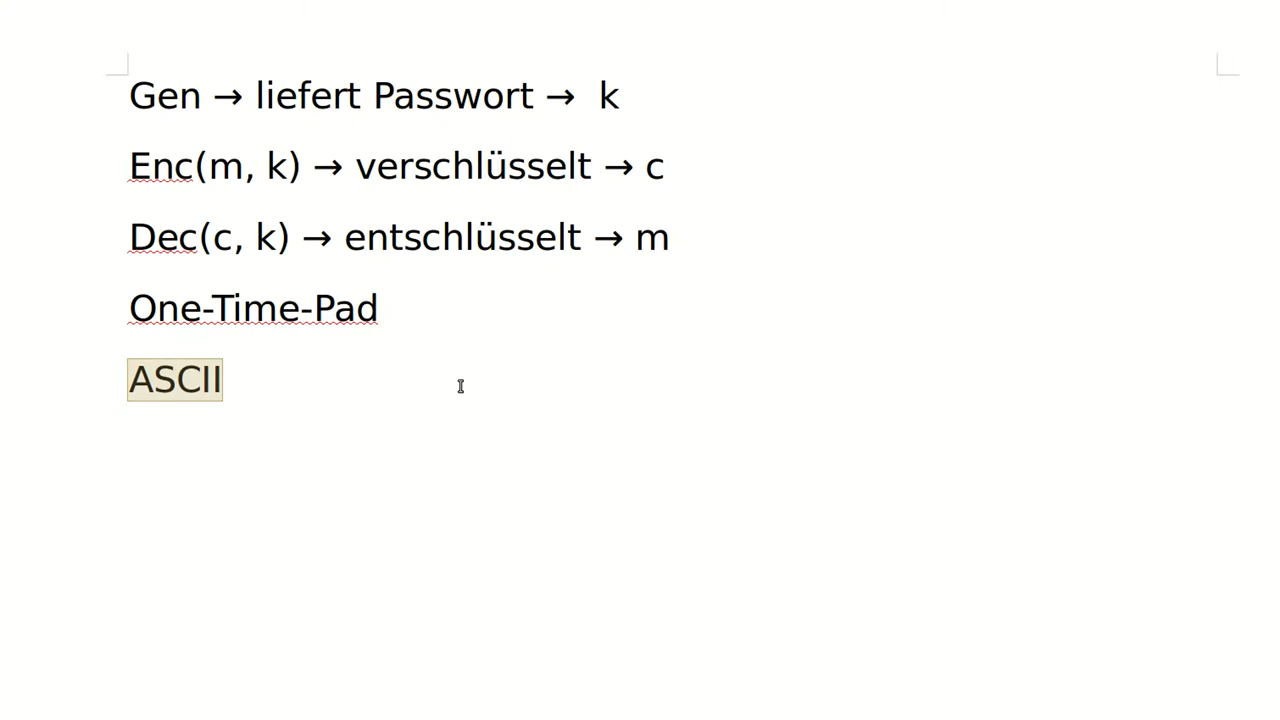 Gen → liefert Passwort → k
Enc(m, k) → verschlüsselt → c
Dec(c, k) → entschlüsselt → m
One-Time-Pad
ASCII